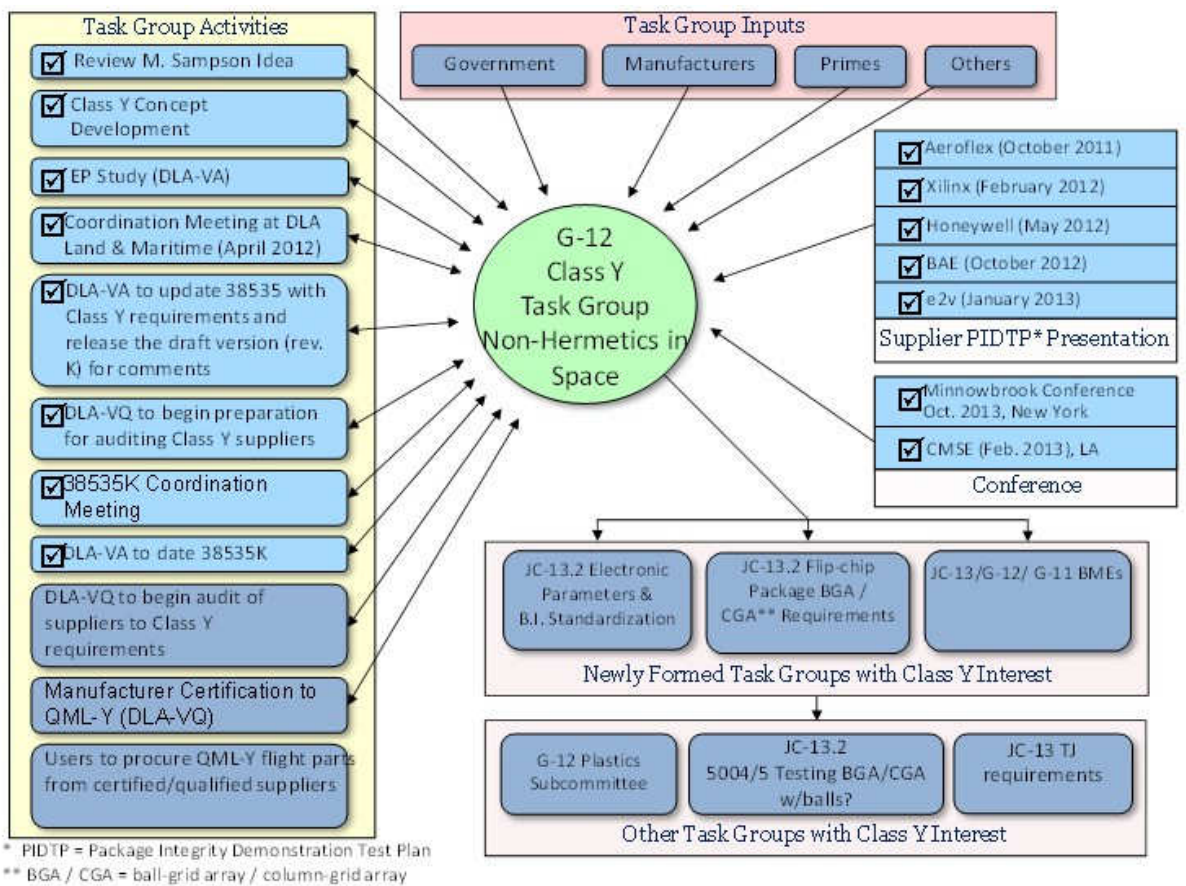 Task Group Activities
Review M. Sampson Idea
Class Y Concept
Development
EP Study (DLA-VA)
Coordination Meeting at DLA
Land & Maritime (April 2012)
DLA-VA to update 38535 with
Class Y requirements and
release the draft version (rev.
K) for comments
DLA-VQ to begin preparation
for auditing Class Y suppliers
38535K Coordination
Meeting
DLA-VA to date 38535K
DLA-VQ to begin audit of
suppliers to Class Y
requirements
Manufacturer Certification to
QML-Y (DLA-VQ)
Users to procure QML-Y flight parts
from certified/qualified suppliers
Task Group Inputs
Government
Manufacturers
Primes
Others
G-12
Class Y
Task Group
Non-Hermetics in
Space
Aeroflex (October 2011)
Xilinx (February 2012)
Honeywell (May 2012)
BAE (October 2012)
e2v (January 2013)
Supplier PIDTP* Presentation
Minnowbrook Conference
Oct. 2013, New York
CMSE (Feb. 2013), LA
Conference
JC-13.2 Electronic
Parameters &
B.I. Standardization
JC-13.2 Flip-chip
Package BGA /
CGA** Requirements
JC-13/G-12/ G-11 BMEs
Newly Formed Task Groups with Class Y Interest
G-12 Plastics
Subcommittee
JC-13.2
5004/5 Testing BGA/CGA
w/balls?
JC-13 TJ
requirements
Other Task Groups with Class Y Interest
* PIDTP = Package Integrity Demonstration Test Plan
** BGA / CGA = ball-grid array / column-grid array